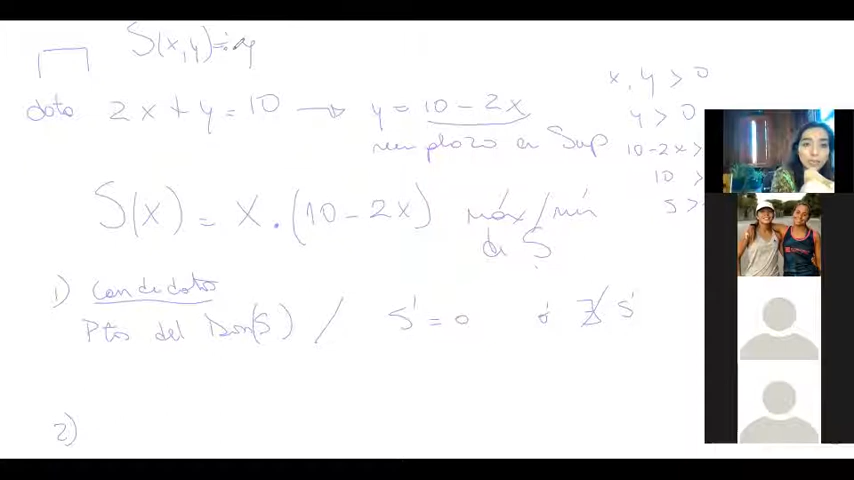 S(x,y)=
x, y > 0
dato 2x + y = 10 → y = 10 - 2x
y > 0
reemplazo en Sup
10-2x >
10 >
S(x) = x . (10 - 2x) máx/mín
5 >
de S
1) candidatos
Ptos del Dom(S) / S' = 0 ó ∄ S'
2)